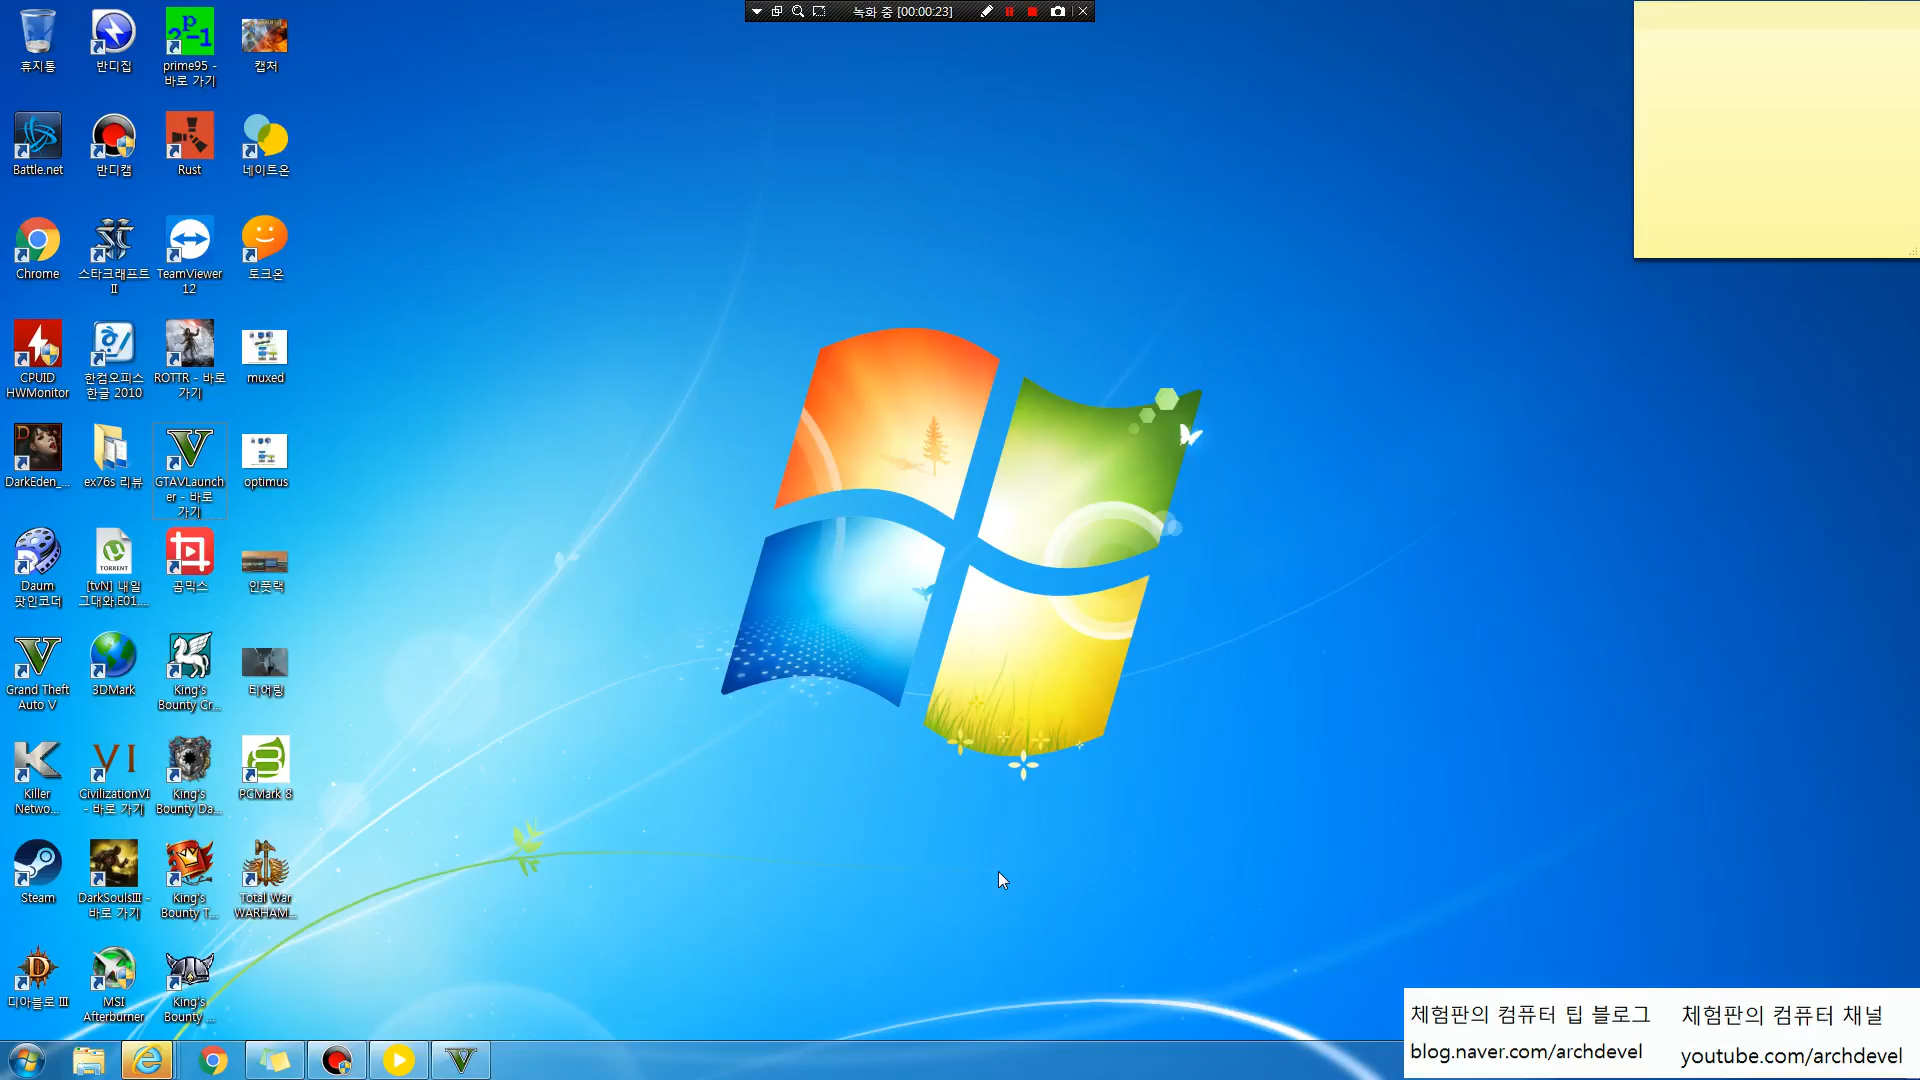 녹화 중 [00:00:23]
휴지통
반디집
prime95 -
바로 가기
캡처
Battle.net
반디캠
Rust
네이트온
Chrome
스타크래프트
II
TeamViewer
12
토크온
CPUID
HWMonitor
한컴오피스
한글 2010
ROTTR - 바로
가기
muxed
DarkEden_...
ex76s 리뷰
GTAVLaunch
er - 바로
가기
optimus
Daum
팟인코더
TORRENT
[tvN] 내일
그대와.E01....
곰믹스
인풋랙
Grand Theft
Auto V
3DMark
King's
Bounty Cr...
티어링
Killer
Netwo...
CivilizationVI
- 바로 가기
King's
Bounty Da...
PCMark 8
Steam
DarkSoulsIII -
바로 가기
King's
Bounty T...
Total War
WARHAM...
디아블로 III
MSI
Afterburner
King's
Bounty ...
체험판의 컴퓨터 팁 블로그
blog.naver.com/archdevel
체험판의 컴퓨터 채널
youtube.com/archdevel